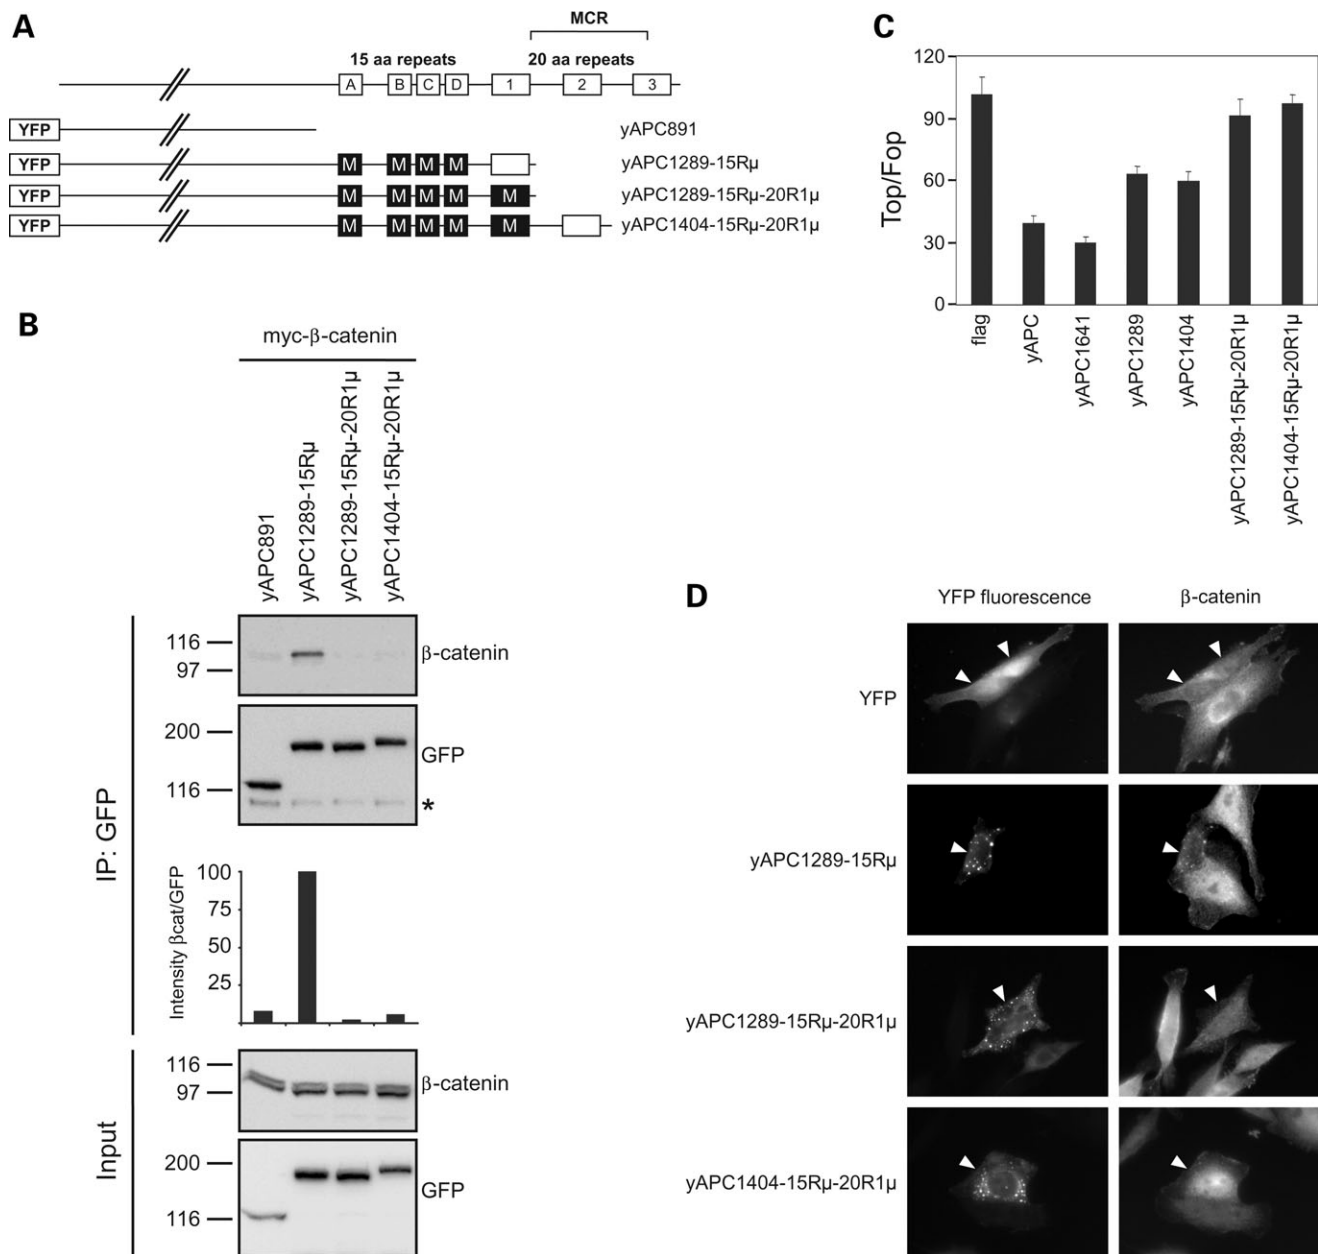 A
MCR
15 aa repeats
20 aa repeats
A B C D 1 2 3
YFP
yAPC891
YFP M M M M
yAPC1289-15Rµ
YFP M M M M M
yAPC1289-15Rµ-20R1µ
YFP M M M M M
yAPC1404-15Rµ-20R1µ
B
myc-β-catenin
yAPC891
yAPC1289-15Rµ
yAPC1289-15Rµ-20R1µ
yAPC1404-15Rµ-20R1µ
IP: GFP
116
97
β-catenin
200
116
GFP
*
Intensity βcat/GFP
100
75
50
25
Input
116
97
β-catenin
200
116
GFP
C
Top/Fop
120
90
60
30
0
flag
yAPC
yAPC1641
yAPC1289
yAPC1404
yAPC1289-15Rµ-20R1µ
yAPC1404-15Rµ-20R1µ
D
YFP fluorescence
β-catenin
YFP
yAPC1289-15Rµ
yAPC1289-15Rµ-20R1µ
yAPC1404-15Rµ-20R1µ